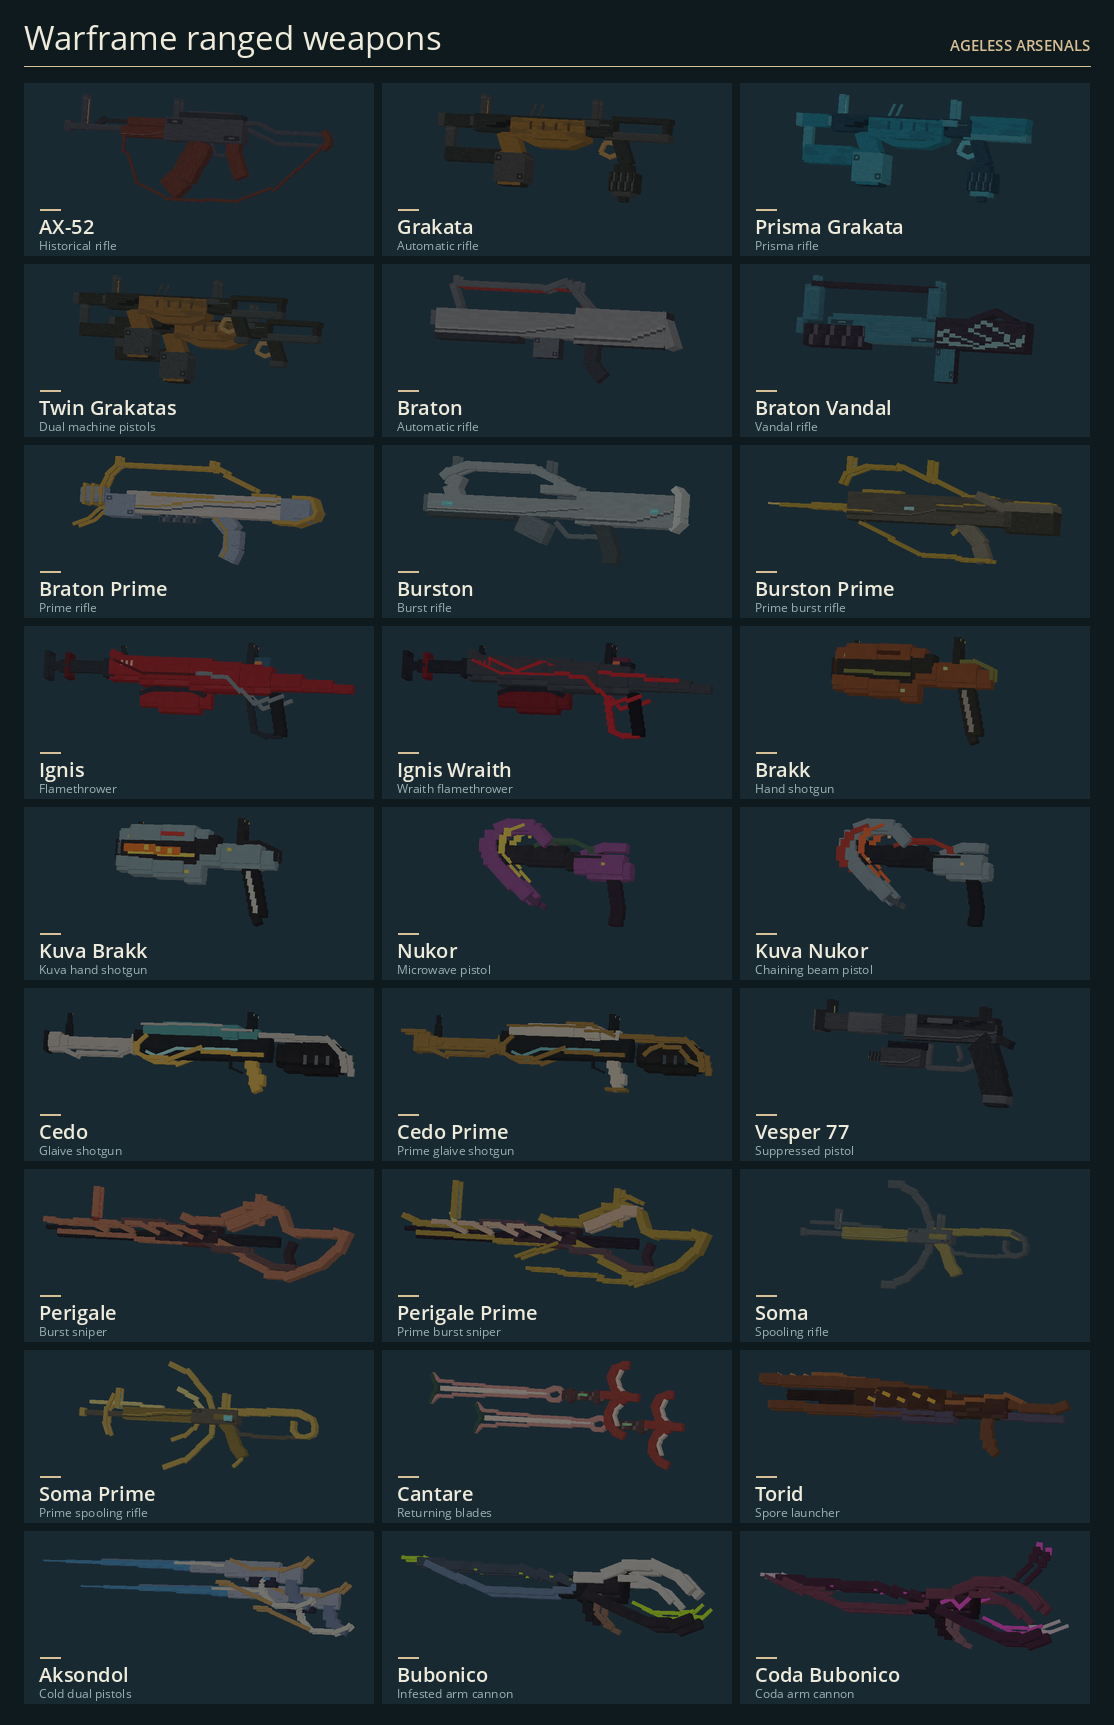 Warframe ranged weapons
AGELESS ARSENALS
AX-52
Historical rifle
Grakata
Automatic rifle
Prisma Grakata
Prisma rifle
Twin Grakatas
Dual machine pistols
Braton
Automatic rifle
Braton Vandal
Vandal rifle
Braton Prime
Prime rifle
Burston
Burst rifle
Burston Prime
Prime burst rifle
Ignis
Flamethrower
Ignis Wraith
Wraith flamethrower
Brakk
Hand shotgun
Kuva Brakk
Kuva hand shotgun
Nukor
Microwave pistol
Kuva Nukor
Chaining beam pistol
Cedo
Glaive shotgun
Cedo Prime
Prime glaive shotgun
Vesper 77
Suppressed pistol
Perigale
Burst sniper
Perigale Prime
Prime burst sniper
Soma
Spooling rifle
Soma Prime
Prime spooling rifle
Cantare
Returning blades
Torid
Spore launcher
Aksondol
Cold dual pistols
Bubonico
Infested arm cannon
Coda Bubonico
Coda arm cannon